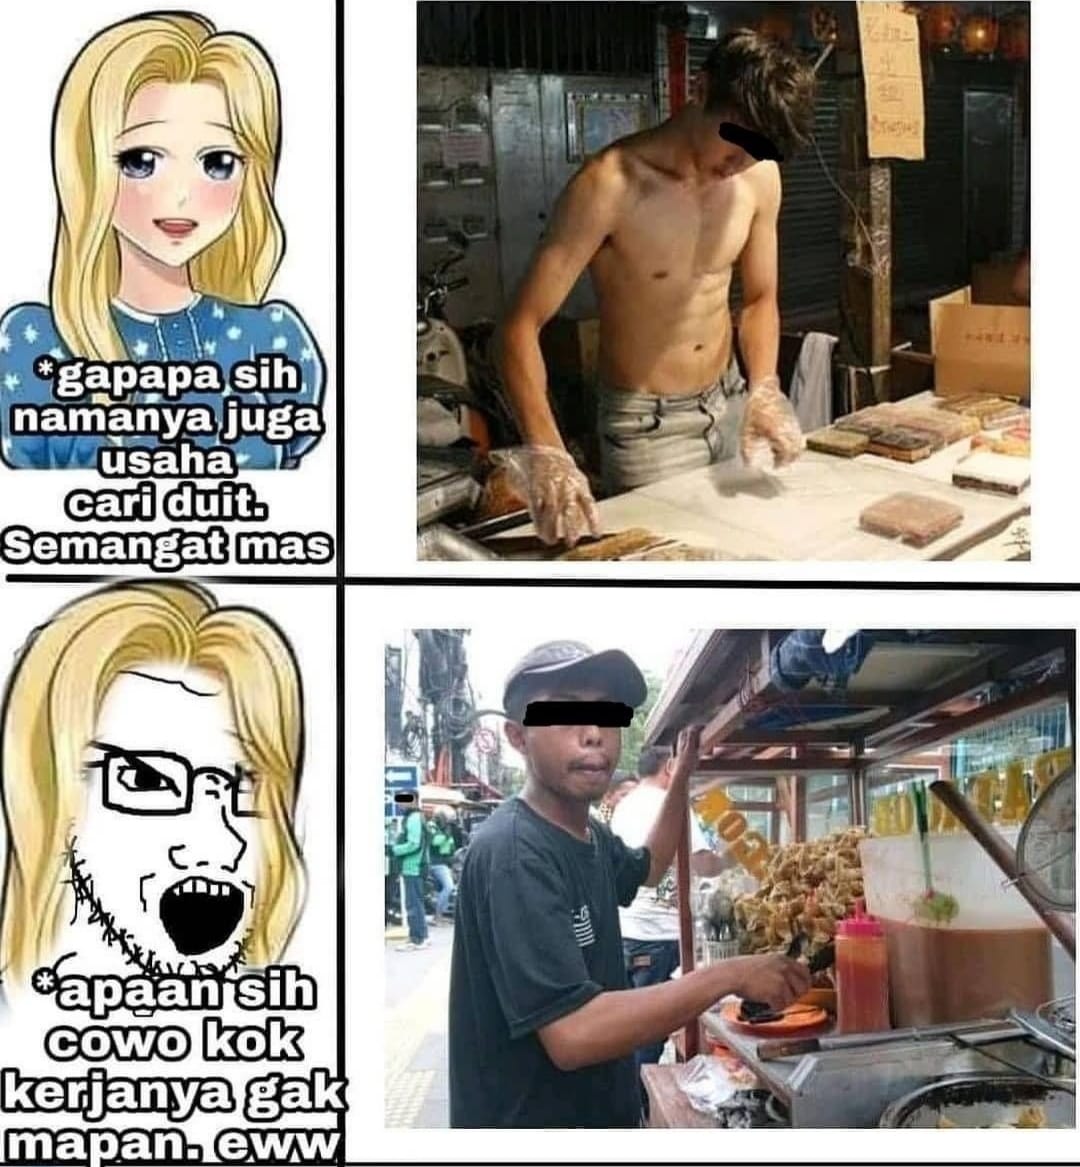 *gapapa sih
namanya juga
usaha
cari duit.
Semangat mas
*apaan sih
cowo kok
kerjanya gak
mapan. eww